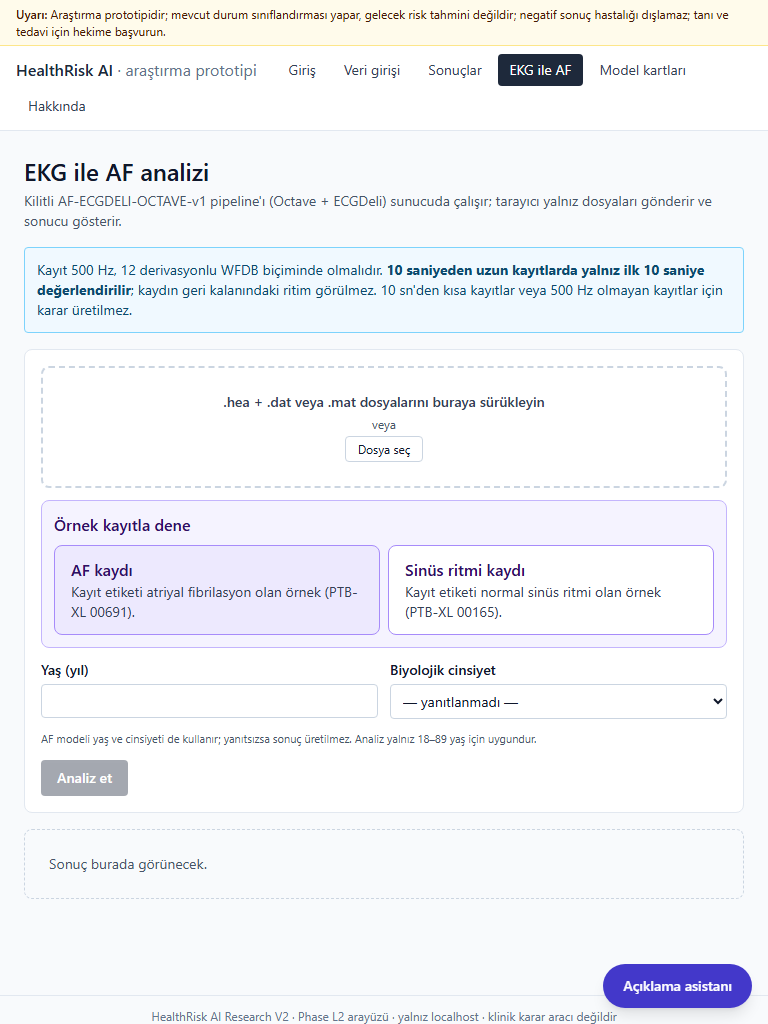 Uyarı: Araştırma prototipidir; mevcut durum sınıflandırması yapar, gelecek risk tahmini değildir; negatif sonuç hastalığı dışlamaz; tanı ve
tedavi için hekime başvurun.
HealthRisk AI · araştırma prototipi
Giriş
Veri girişi
Sonuçlar
EKG ile AF
Model kartları
Hakkında
EKG ile AF analizi
Kilitli AF-ECGDELI-OCTAVE-v1 pipeline'ı (Octave + ECGDeli) sunucuda çalışır; tarayıcı yalnız dosyaları gönderir ve
sonucu gösterir.
Kayıt 500 Hz, 12 derivasyonlu WFDB biçiminde olmalıdır. 10 saniyeden uzun kayıtlarda yalnız ilk 10 saniye
değerlendirilir; kaydın geri kalanındaki ritim görülmez. 10 sn'den kısa kayıtlar veya 500 Hz olmayan kayıtlar için
karar üretilmez.
.hea + .dat veya .mat dosyalarını buraya sürükleyin
veya
Dosya seç
Örnek kayıtla dene
AF kaydı
Kayıt etiketi atriyal fibrilasyon olan örnek (PTB-
XL 00691).
Sinüs ritmi kaydı
Kayıt etiketi normal sinüs ritmi olan örnek
(PTB-XL 00165).
Yaş (yıl)
Biyolojik cinsiyet
— yanıtlanmadı —
AF modeli yaş ve cinsiyeti de kullanır; yanıtsızsa sonuç üretilmez. Analiz yalnız 18–89 yaş için uygundur.
Analiz et
Sonuç burada görünecek.
Açıklama asistanı
HealthRisk AI Research V2 · Phase L2 arayüzü · yalnız localhost · klinik karar aracı değildir